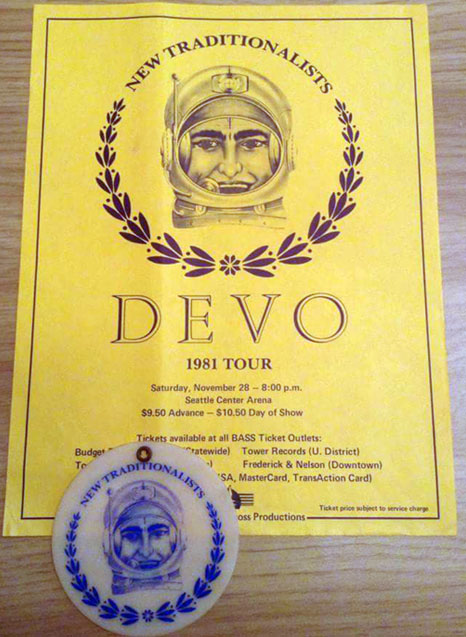 NEW TRADITIONALISTS
DEVO
1981 TOUR
Saturday, November 28 — 8:00 p.m.
Seattle Center Arena
$9.50 Advance — $10.50 Day of Show
Tickets available at all BASS Ticket Outlets:
Budget (Statewide) Tower Records (U. District)
Frederick & Nelson (Downtown)
MasterCard, TransAction Card)
Productions
Ticket price subject to service charge
NEW TRADITIONALISTS